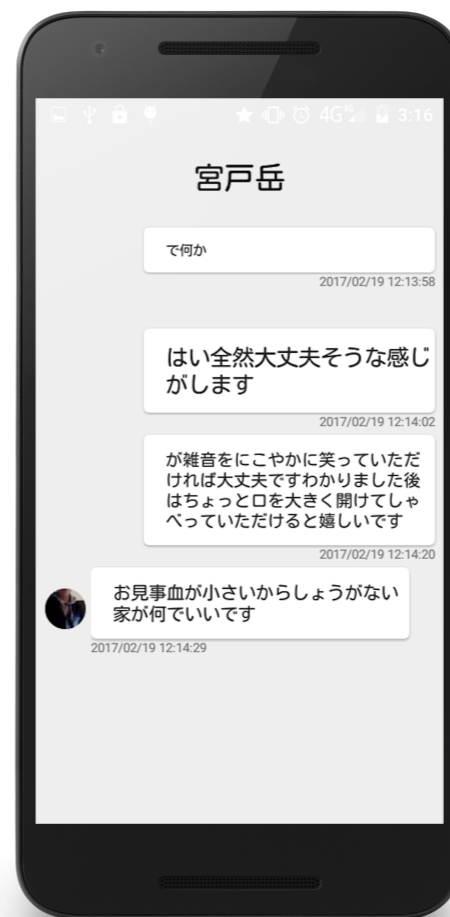 4G 4G 3:16
宮戸岳
で何か
2017/02/19 12:13:58
はい全然大丈夫そうな感じ
がします
2017/02/19 12:14:02
が雑音をにこやかに笑っていただ
ければ大丈夫ですわかりました後
はちょっと口を大きく開けてしゃ
べっていただけると嬉しいです
2017/02/19 12:14:20
お見事血が小さいからしょうがない
家が何でいいです
2017/02/19 12:14:29